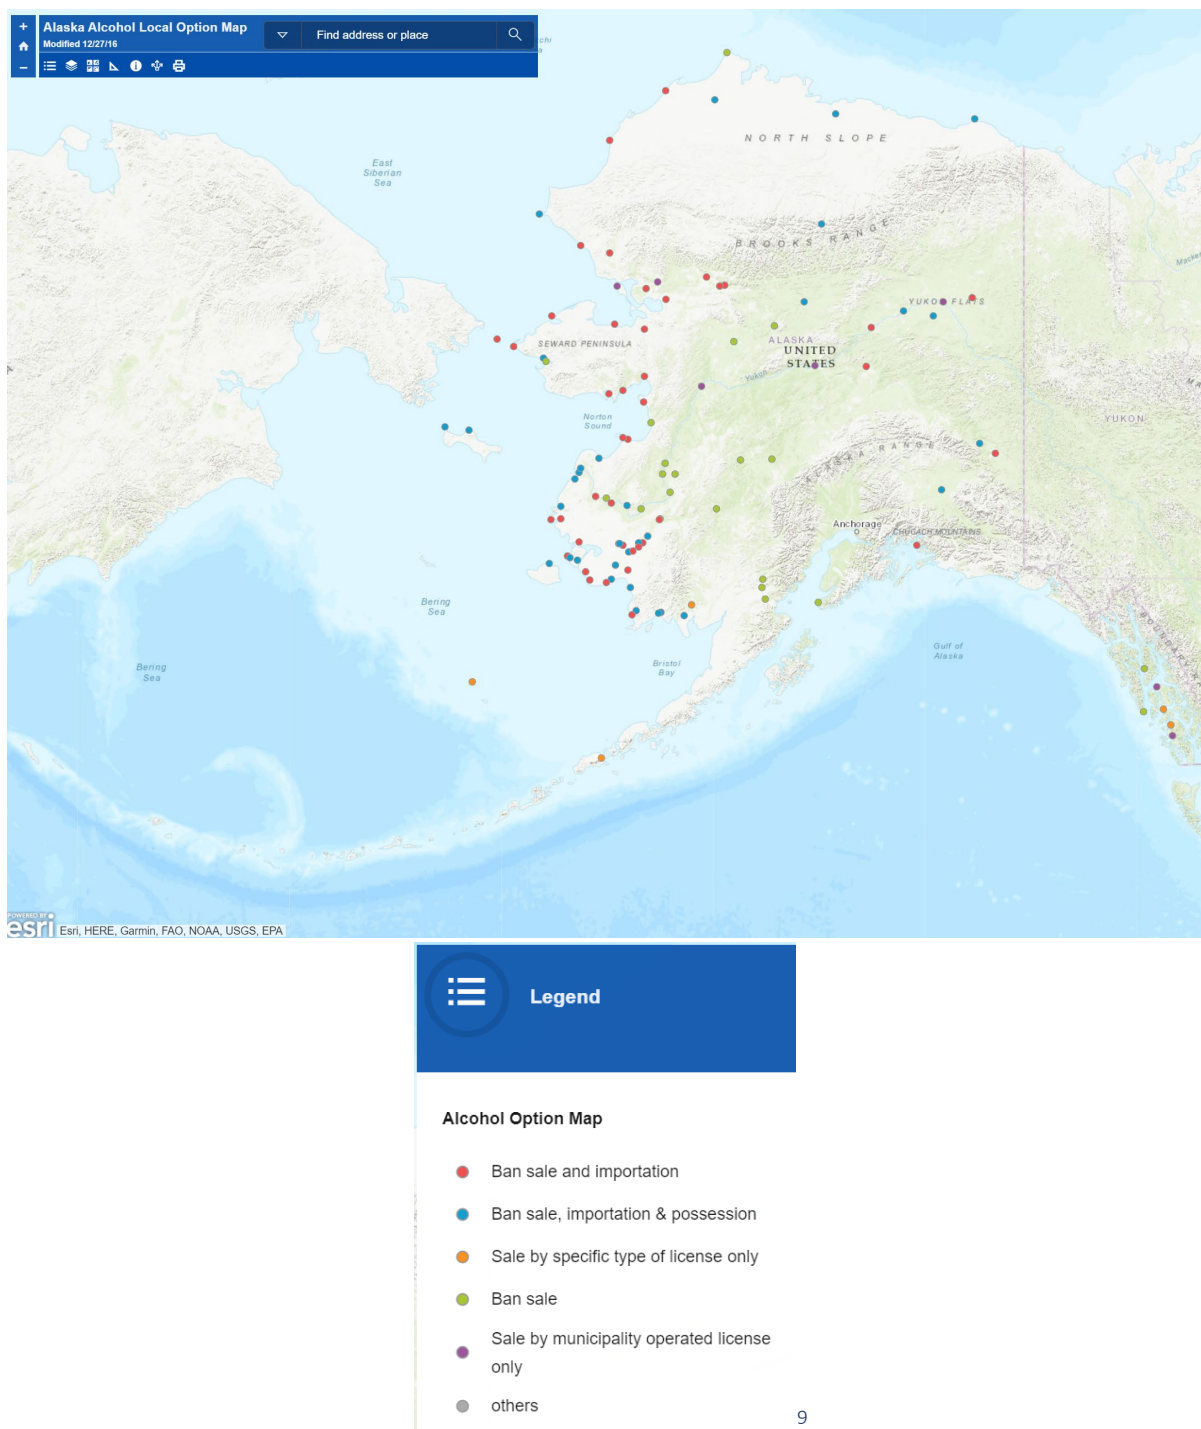 +
Alaska Alcohol Local Option Map
Modified 12/27/16
Find address or place
chi
a
NORTH SLOPE
East
Siberian
Sea
BROOKS RANGE
YUKON FLATS
SEWARD PENINSULA
ALASKA
UNITED
STATES
Yukon
YUKON
Norton
Sound
ALASKA RANGE
Anchorage
CHUGACH MOUNTAINS
Bering
Sea
Gulf of
Alaska
Bering
Sea
Bristol
Bay
POWERED BY
esri
Esri, HERE, Garmin, FAO, NOAA, USGS, EPA
Legend
Alcohol Option Map
Ban sale and importation
Ban sale, importation & possession
Sale by specific type of license only
Ban sale
Sale by municipality operated license
only
others
9